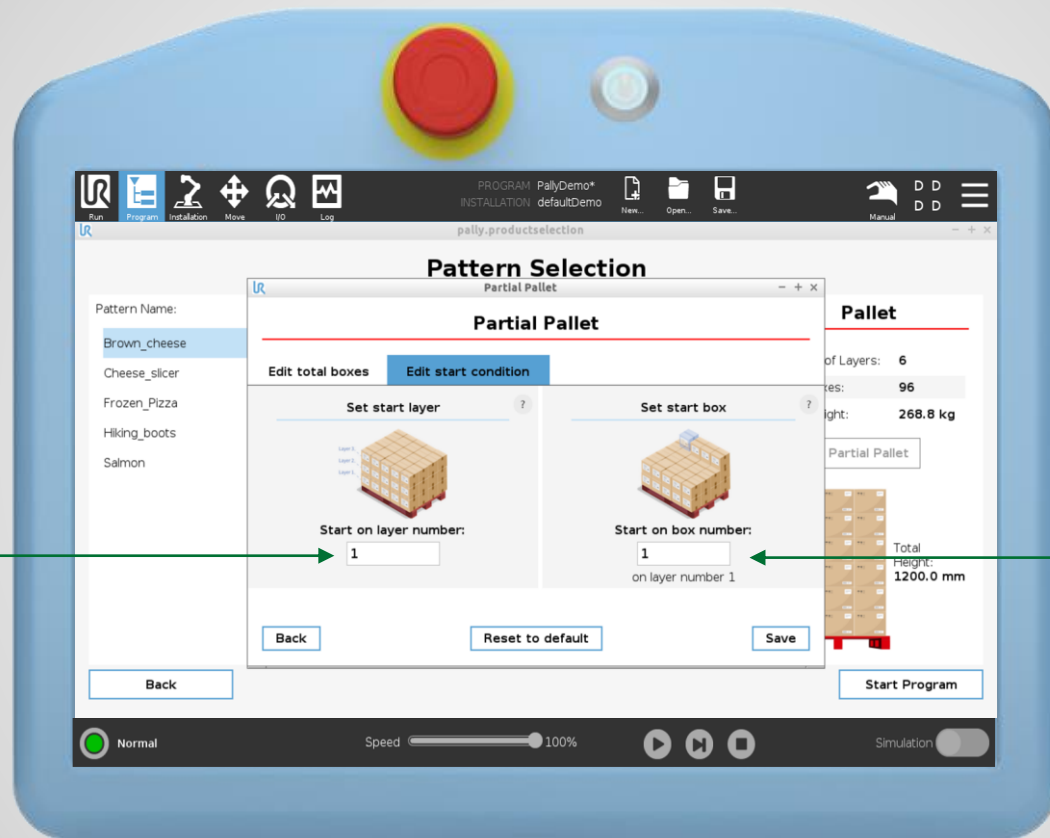 PROGRAM PallyDemo*
INSTALLATION defaultDemo
Run Program Installation Move I/O Log New... Open... Save... Manual
D D
D D
pally.productselection
Pattern Selection
Partial Pallet
Partial Pallet
Pattern Name:
Brown_cheese
Cheese_slicer
Frozen_Pizza
Hiking_boots
Salmon
Edit total boxes Edit start condition
Set start layer ?
Set start box ?
Start on layer number:
1
Start on box number:
1
on layer number 1
Back Reset to default Save
Pallet
of Layers: 6
xes: 96
ight: 268.8 kg
Partial Pallet
Total
Height:
1200.0 mm
Back Start Program
Normal Speed 100% Simulation